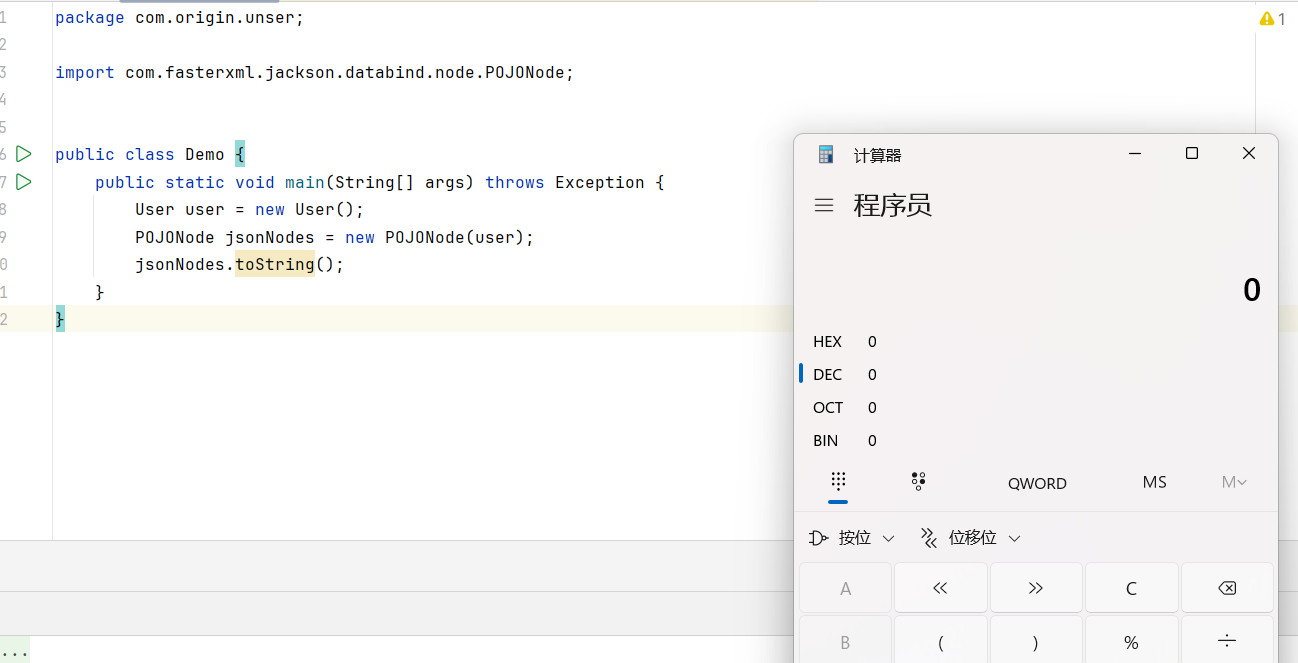 1 package com.origin.unser;
2
3 import com.fasterxml.jackson.databind.node.POJONode;
4
5
6 public class Demo {
7 public static void main(String[] args) throws Exception {
8 User user = new User();
9 POJONode jsonNodes = new POJONode(user);
0 jsonNodes.toString();
1 }
2 }
1
...
计算器
程序员
0
HEX 0
DEC 0
OCT 0
BIN 0
QWORD MS M
按位 位移位
A « » C
B ( ) % ÷